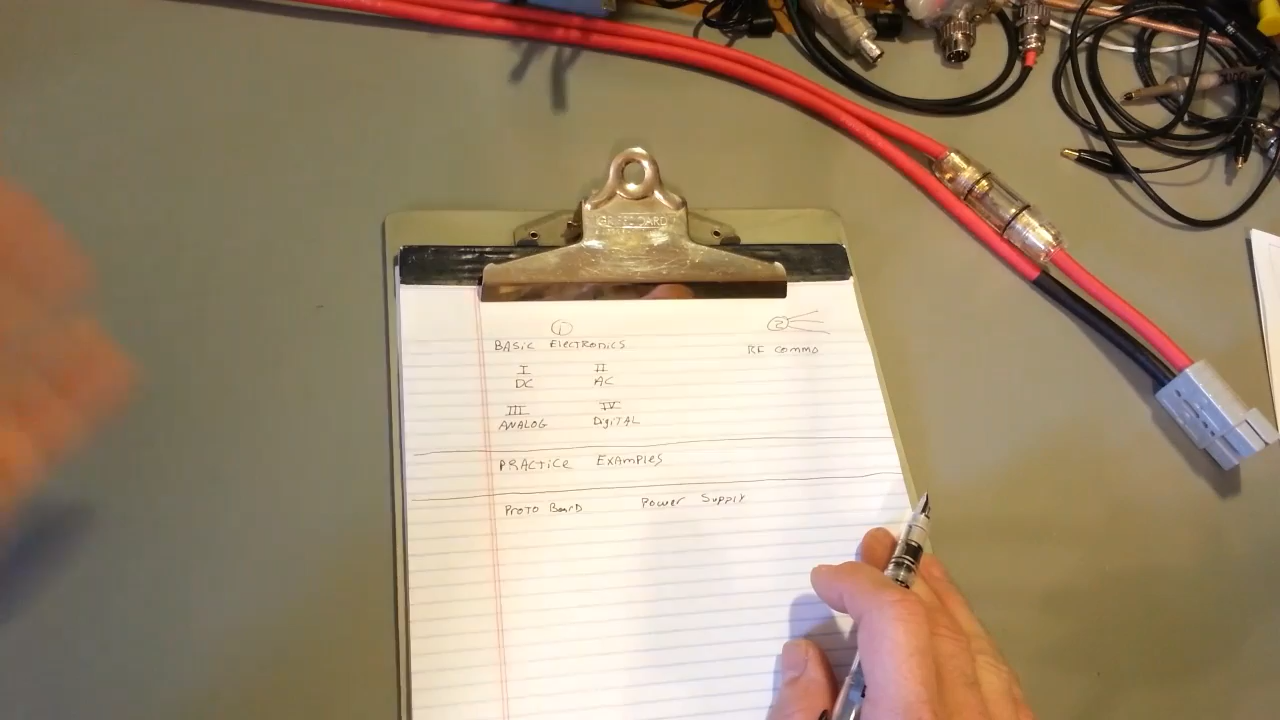 ① ②
BASIC ELECTRONICS RF COMMO
I II
DC AC
III IV
ANALOG DIGITAL
PRACTICE EXAMPLES
PROTO BOARD POWER SUPPLY